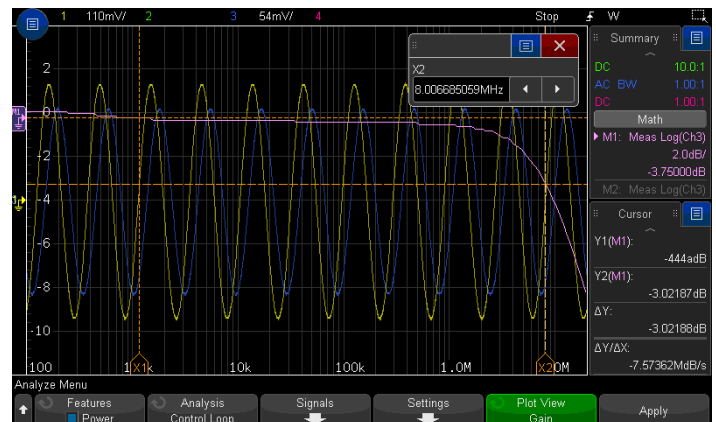 1 110mV/ 2 3 54mV/ 4 Stop W
Summary
DC 10.0:1
AC BW 1.00:1
DC 1.00:1
Math
M1: Meas Log(Ch3)
2.0dB/
-3.75000dB
M2: Meas Log(Ch3)
X2
8.006685059MHz
2
M1
0
-2
-4
-6
-8
-10
Cursor
Y1(M1):
-444adB
Y2(M1):
-3.02187dB
ΔY:
-3.02188dB
ΔY/ΔX:
-7.57362MdB/s
100 1 X1 k 10k 100k 1.0M X2 0M
Analyze Menu
Features
Power
Analysis
Control Loop
Signals
Settings
Plot View
Gain
Apply